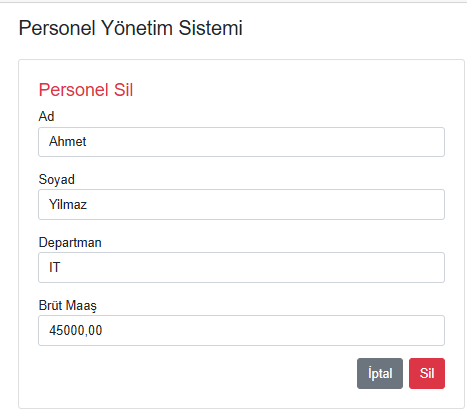 Personel Yönetim Sistemi
Personel Sil
Ad
Ahmet
Soyad
Yilmaz
Departman
IT
Brüt Maaş
45000,00
İptal Sil